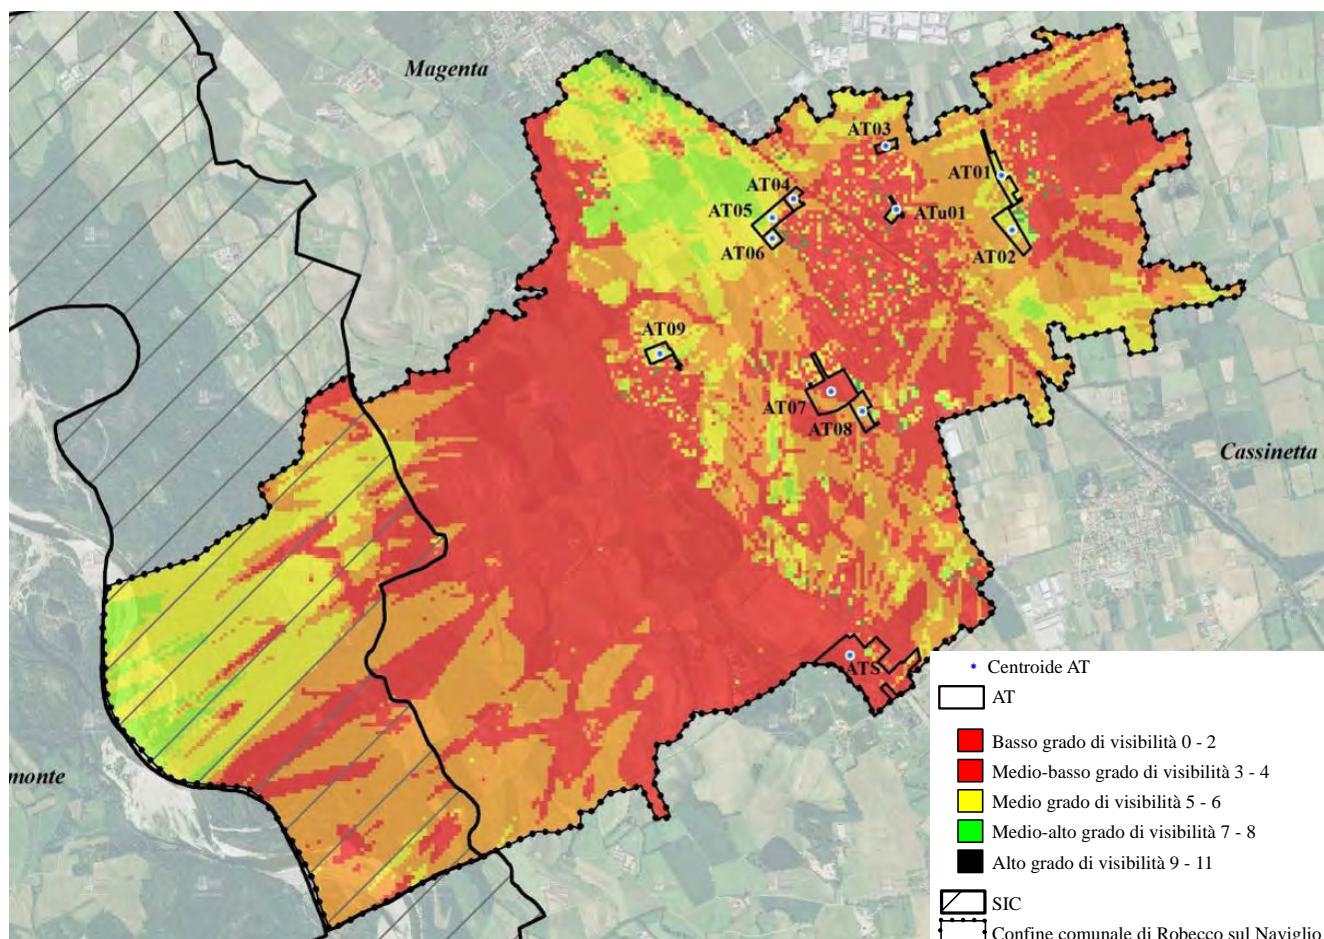 Magenta
AT03
AT01
AT04
AT05
ATu01
AT06
AT02
AT09
AT07
AT08
Cassinetta
ATS
monte
Centroide AT
AT
Basso grado di visibilità 0 - 2
Medio-basso grado di visibilità 3 - 4
Medio grado di visibilità 5 - 6
Medio-alto grado di visibilità 7 - 8
Alto grado di visibilità 9 - 11
SIC
Confine comunale di Robecco sul Naviglio